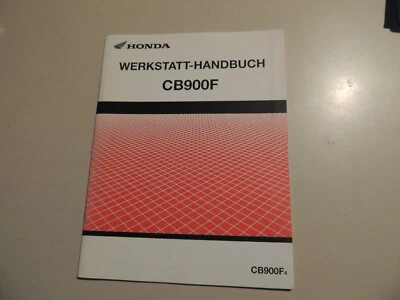 HONDA
WERKSTATT-HANDBUCH
CB900F
CB900F4